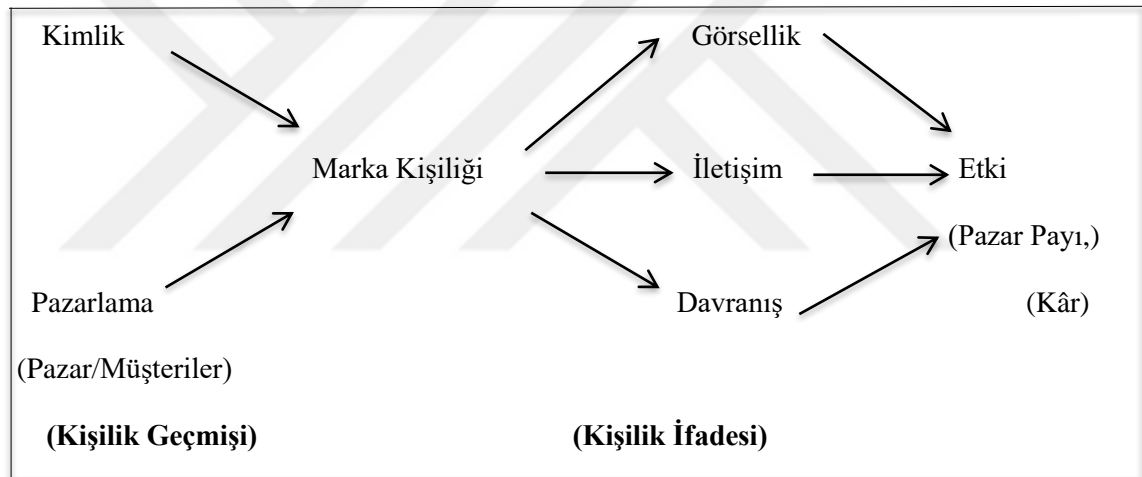 Kimlik Görsellik
Marka Kişiliği İletişim Etki
(Pazar Payı,)
Pazarlama Davranış (Kâr)
(Pazar/Müşteriler)
(Kişilik Geçmişi) (Kişilik İfadesi)